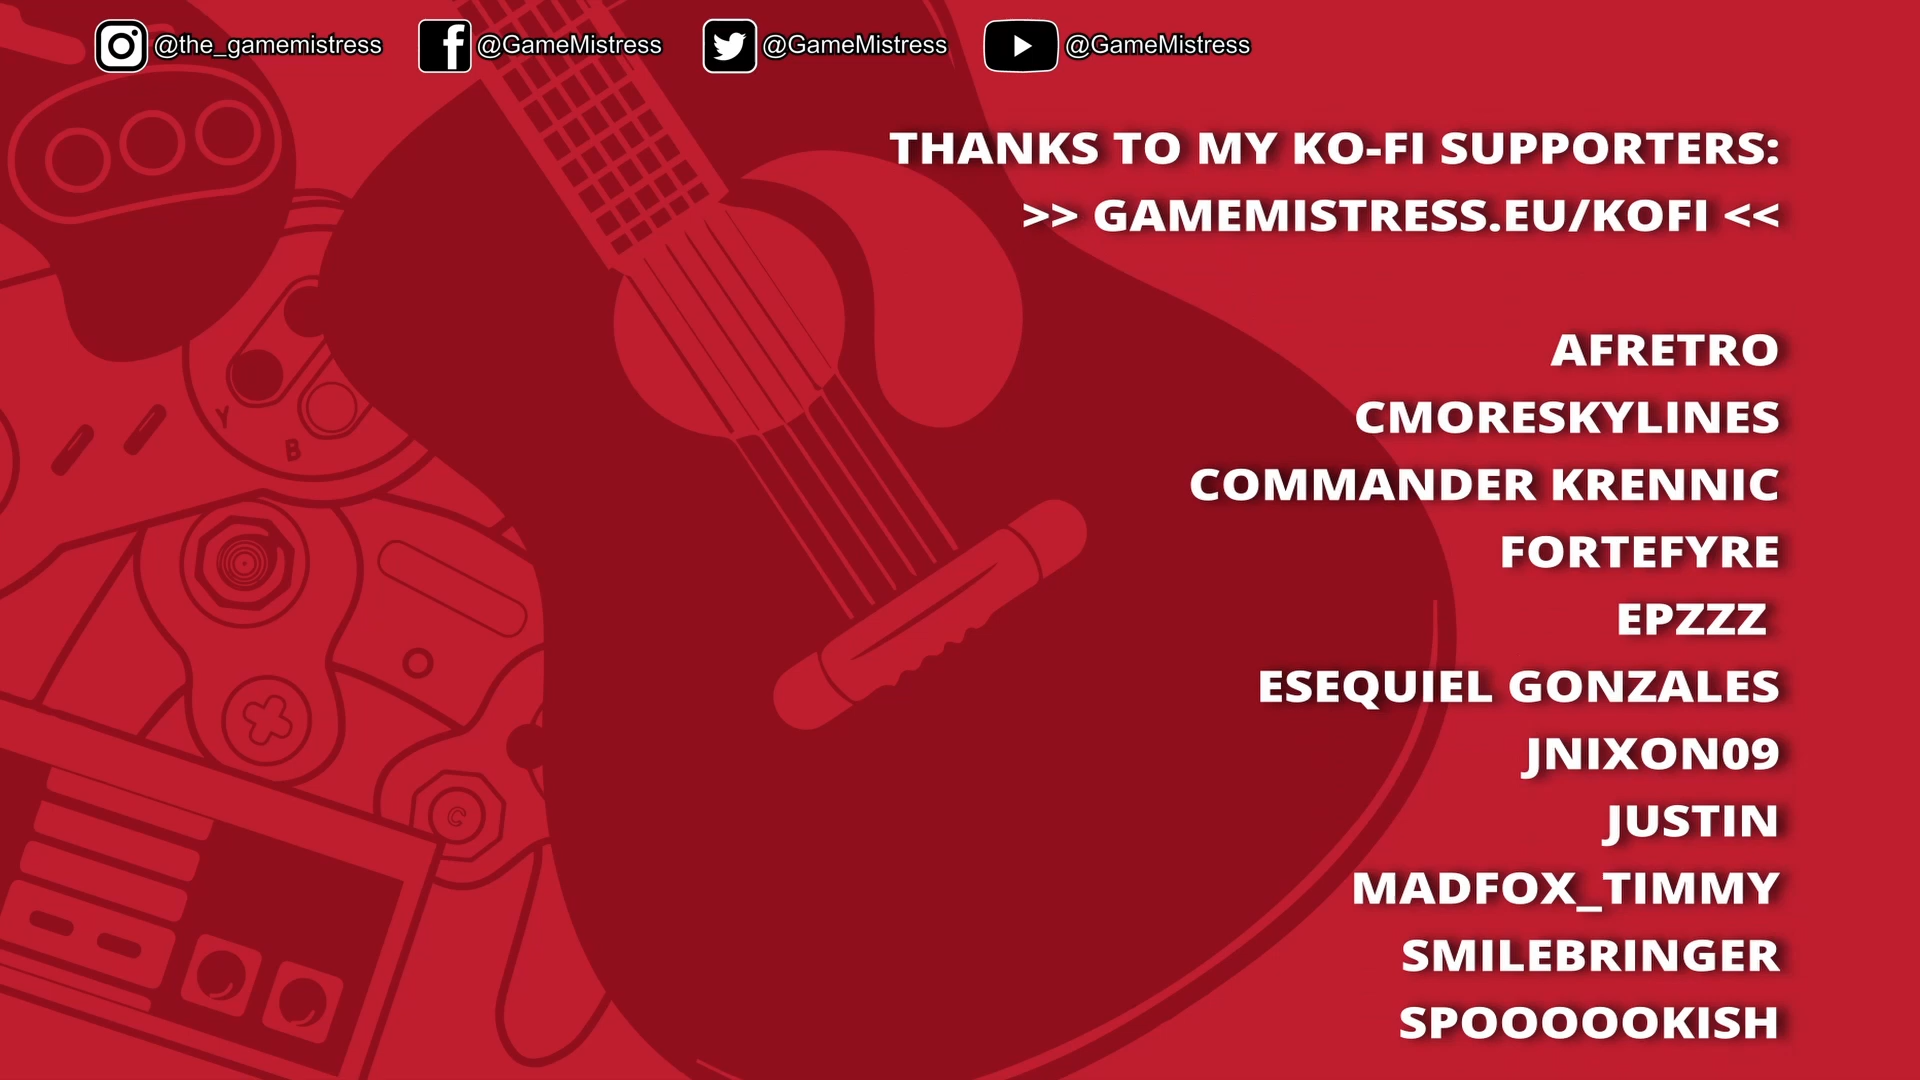 @the_gamemistress @GameMistress @GameMistress @GameMistress
THANKS TO MY KO-FI SUPPORTERS:
>> GAMEMISTRESS.EU/KOFI <<
AFRETRO
CMORESKYLINES
COMMANDER KRENNIC
FORTEFYRE
EPZZZ
ESEQUIEL GONZALES
JNIXON09
JUSTIN
MADFOX_TIMMY
SMILEBRINGER
SPOOOOOKISH
Y
B
C